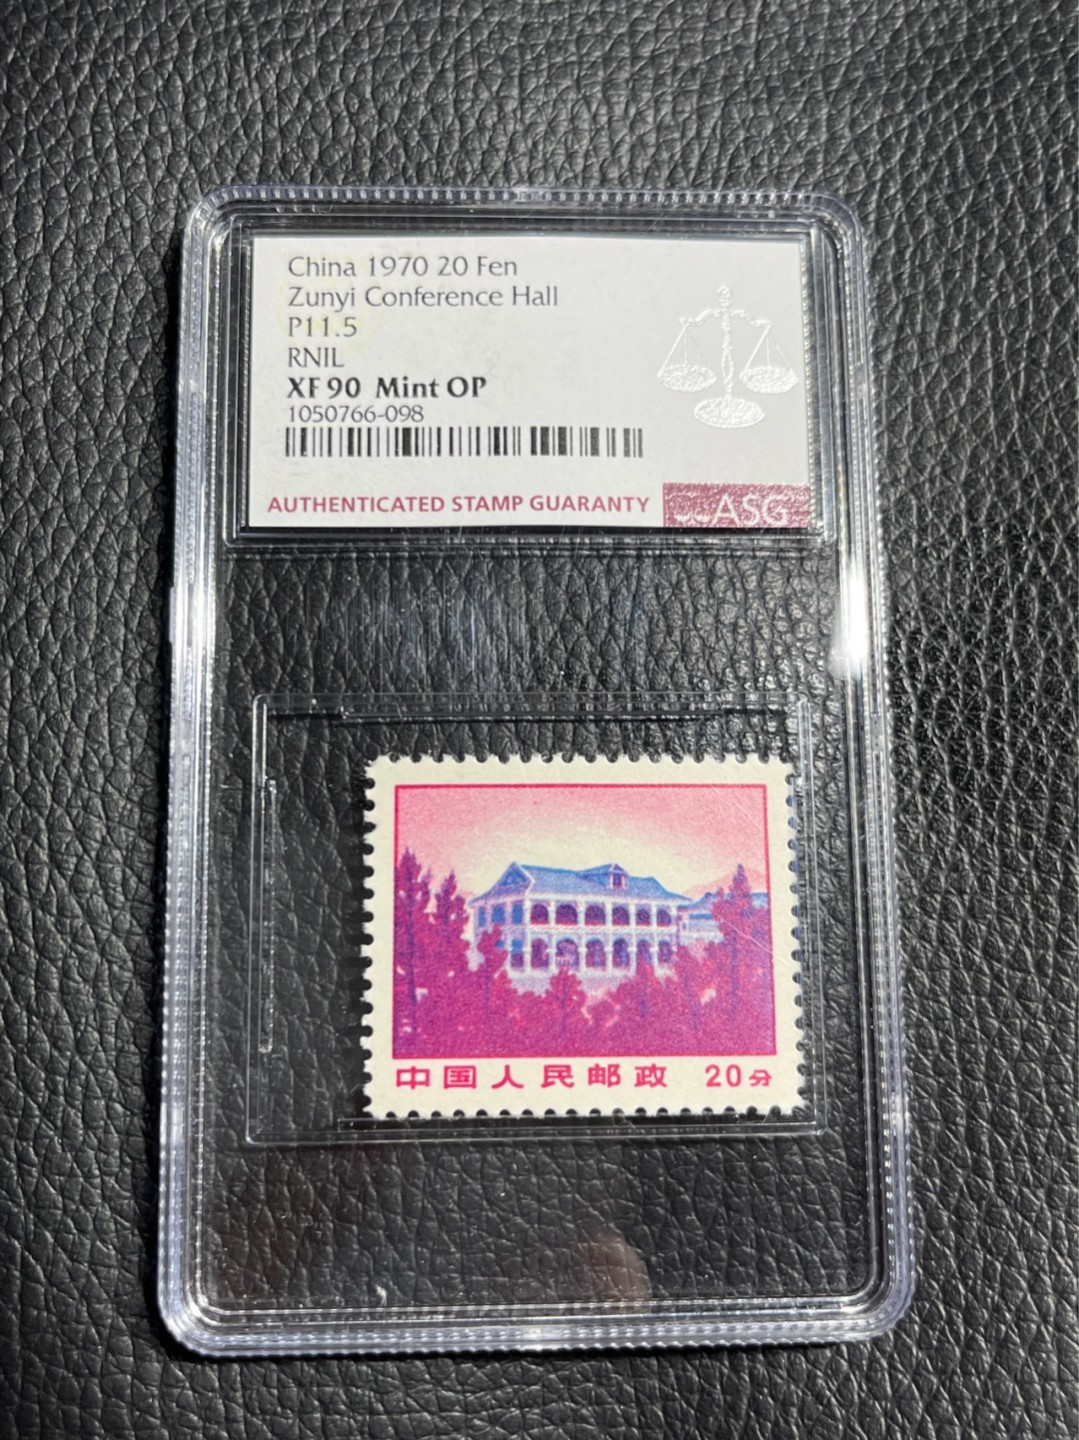 China 1970 20 Fen
Zunyi Conference Hall
P11.5
RNIL
XF 90 Mint OP
1050766-098
AUTHENTICATED STAMP GUARANTY
ASG
中国人民邮政 20分